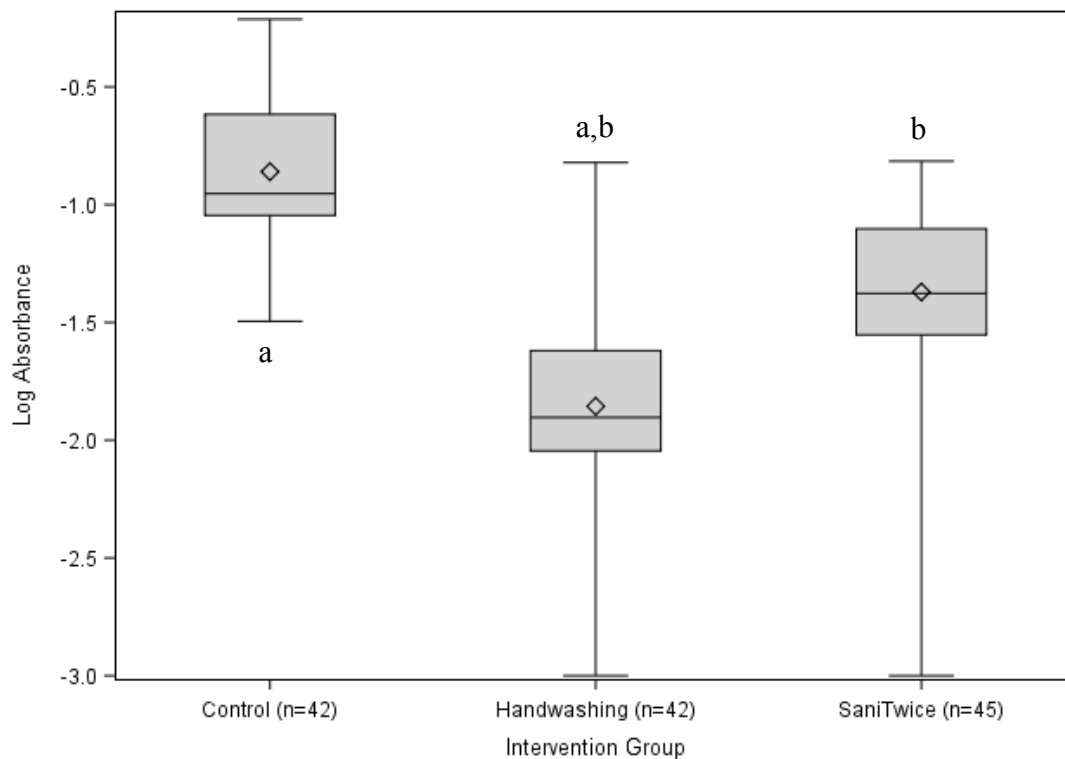 a,b
b
-0.5
-1.0
-1.5
a
-2.0
-2.5
-3.0
Log Absorbance
Control (n=42)
Handwashing (n=42)
SaniTwice (n=45)
Intervention Group